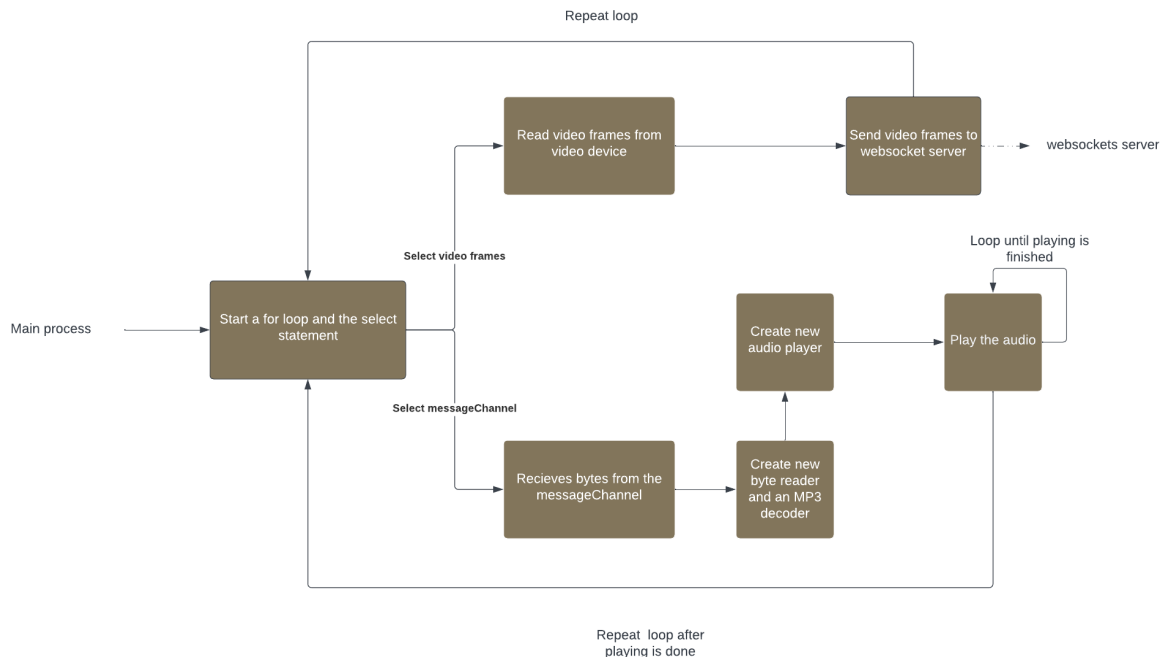 Repeat loop
Read video frames from
video device
Send video frames to
websocket server
websockets server
Select video frames
Loop until playing is
finished
Main process
Start a for loop and the select
statement
Create new
audio player
Play the audio
Select messageChannel
Recieves bytes from the
messageChannel
Create new
byte reader
and an MP3
decoder
Repeat loop after
playing is done